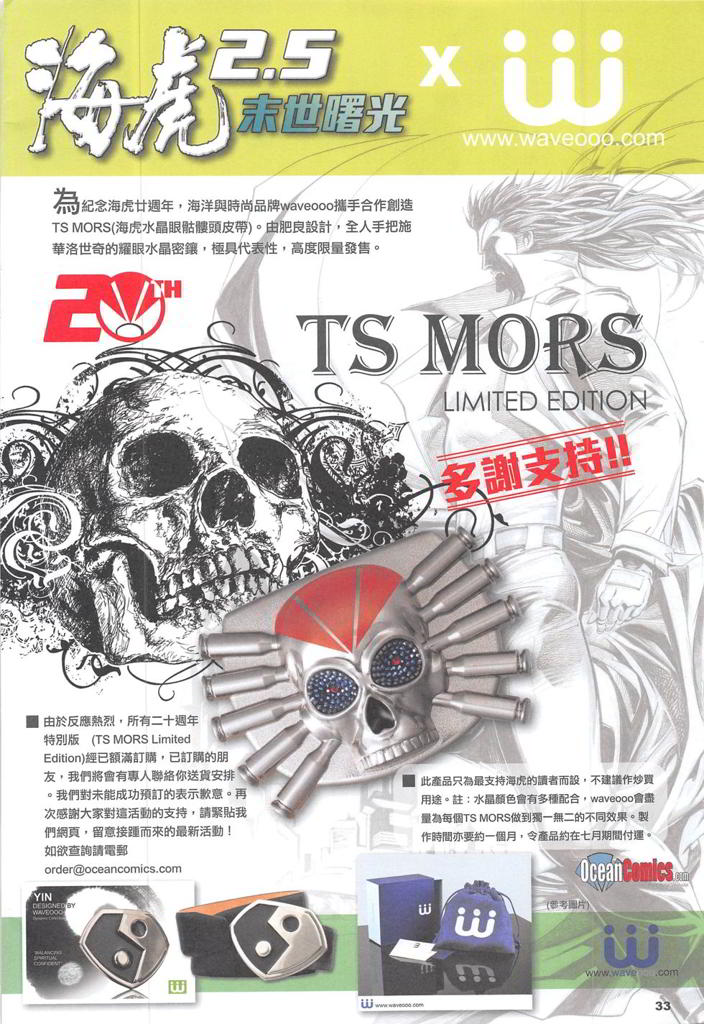 海虎 2.5
末世曙光
X
www.waveooo.com
為紀念海虎廿週年，海洋與時尚品牌waveooo攜手合作創造
TS MORS(海虎水晶眼骷髏頭皮帶)。由肥良設計，全人手把施
華洛世奇的耀眼水晶密鑲，極具代表性，高度限量發售。
20TH
TS MORS
LIMITED EDITION
多謝支持!!
■ 由於反應熱烈，所有二十週年
特別版 (TS MORS Limited
Edition)經已額滿訂購，已訂購的朋
友，我們將會有專人聯絡你送貨安排
。我們對未能成功預訂的表示歉意。再
次感謝大家對這活動的支持，請緊貼我
們網頁，留意接踵而來的最新活動！
如欲查詢請電郵
order@oceancomics.com
■ 此產品只為最支持海虎的讀者而設，不建議作炒買
用途。註：水晶顏色會有多種配合，waveooo會盡
量為每個TS MORS做到獨一無二的不同效果。製
作時間亦要約一個月，令產品約在七月期間付運。
OceanComics.com
(參考圖片)
YIN
DESIGNED BY
WAVEOOO
"BALANCING
SPIRITUAL
CONFIDENT"
www.waveooo.com
www.waveooo.com
33